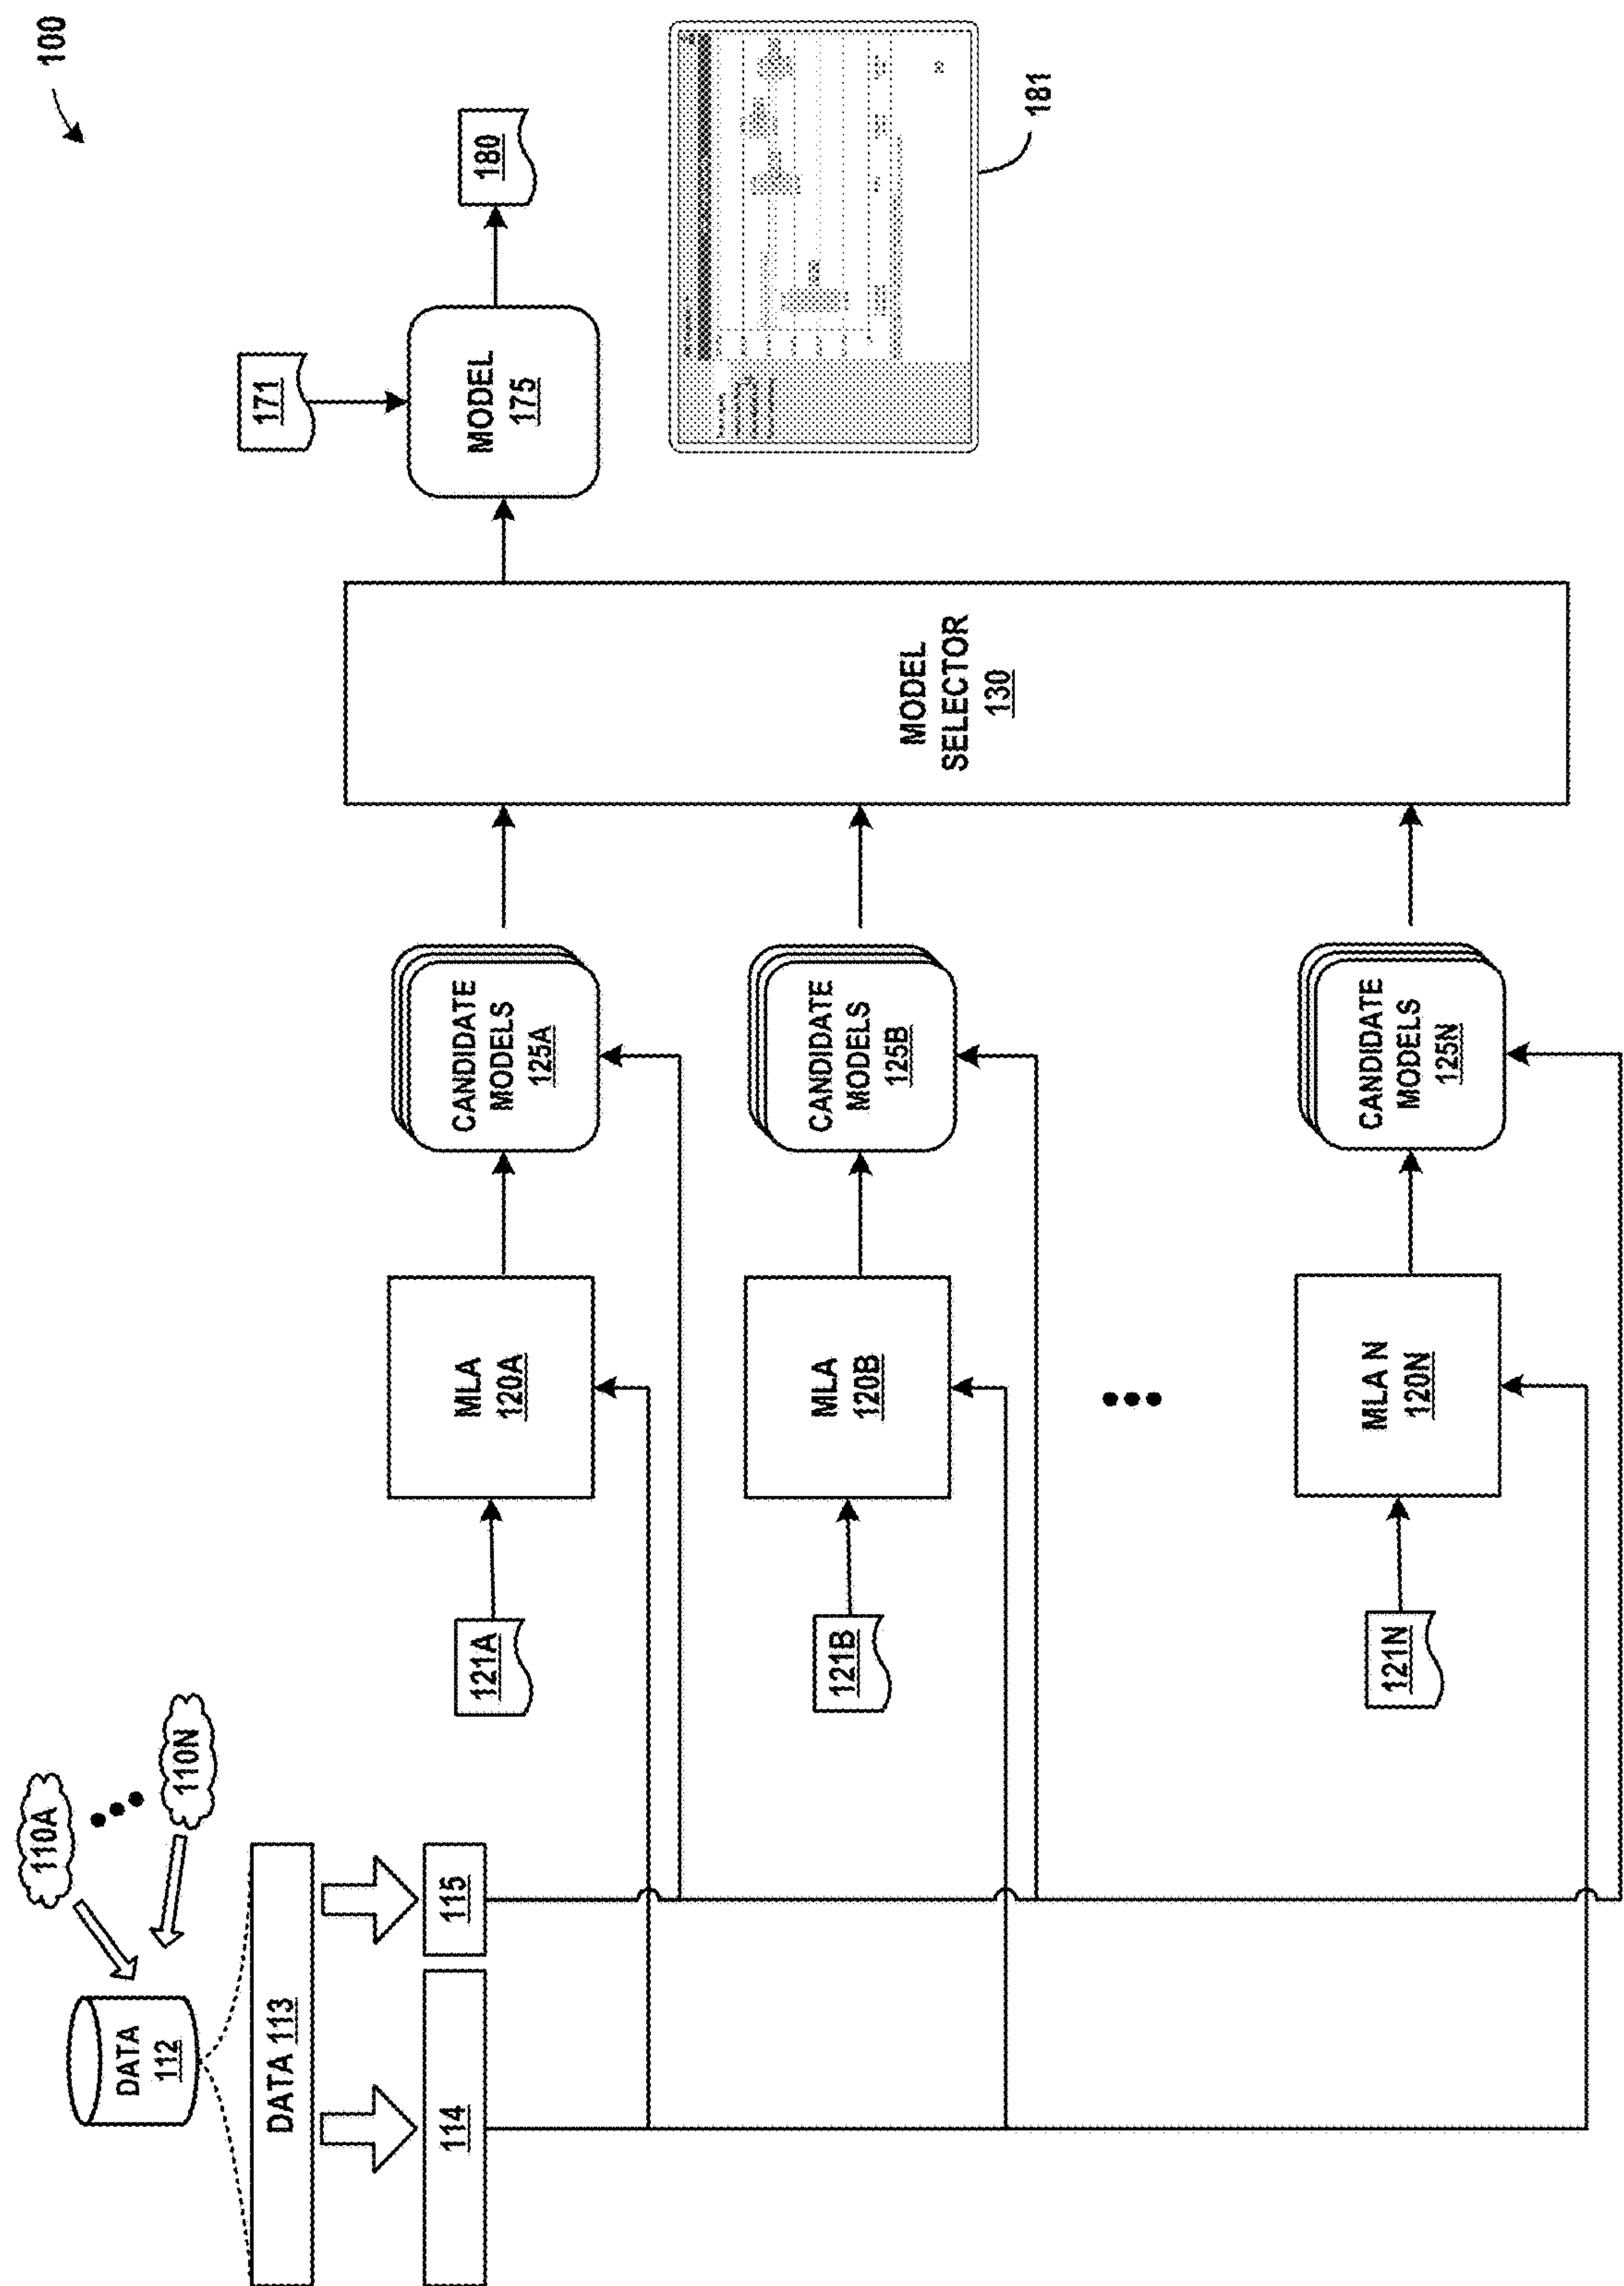 100
110A
110N
DATA
112
DATA 113
114
115
121A
MLA
120A
CANDIDATE
MODELS
125A
121B
MLA
120B
CANDIDATE
MODELS
125B
121N
MLA N
120N
CANDIDATE
MODELS
125N
MODEL
SELECTOR
130
171
MODEL
175
180
181